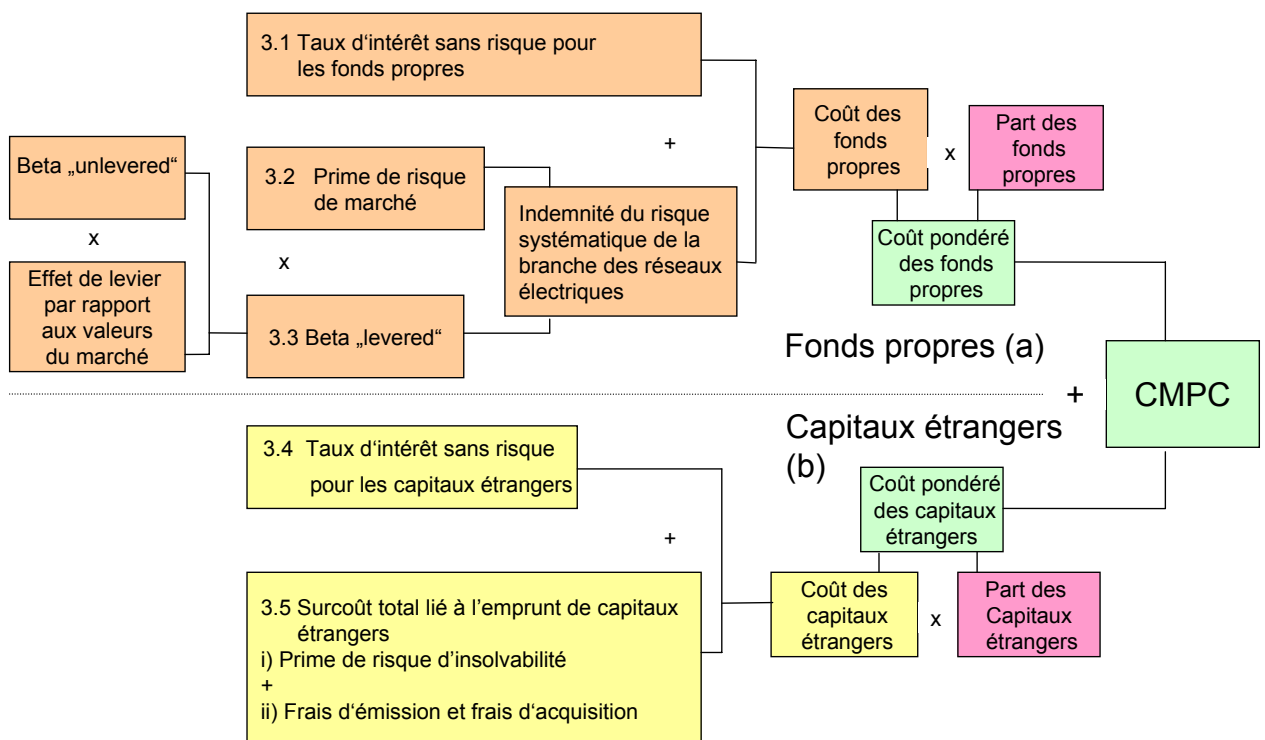 3.1 Taux d‘intérêt sans risque pour
les fonds propres
Beta „unlevered“
x
Effet de levier
par rapport
aux valeurs
du marché
3.2 Prime de risque
de marché
x
3.3 Beta „levered“
Indemnité du risque
systématique de la
branche des réseaux
électriques
+
Coût des
fonds
propres
x
Part des
fonds
propres
Coût pondéré
des fonds
propres
Fonds propres (a)
+
CMPC
Capitaux étrangers
(b)
3.4 Taux d‘intérêt sans risque
pour les capitaux étrangers
+
3.5 Surcoût total lié à l’emprunt de capitaux
étrangers
i) Prime de risque d’insolvabilité
+
ii) Frais d‘émission et frais d‘acquisition
Coût pondéré
des capitaux
étrangers
Coût des
capitaux
étrangers
x
Part des
Capitaux
étrangers